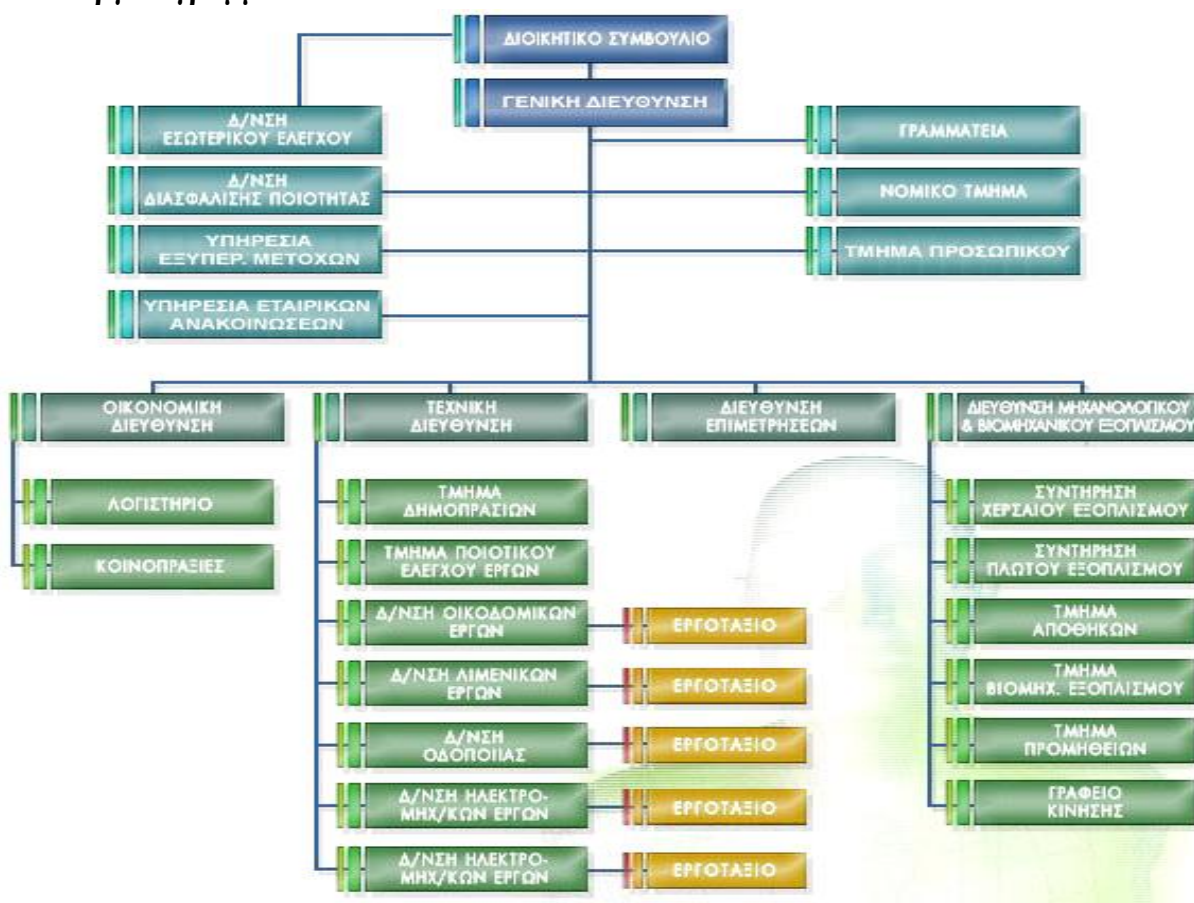 ΔΙΟΙΚΗΤΙΚΟ ΣΥΜΒΟΥΛΙΟ
ΓΕΝΙΚΗ ΔΙΕΥΘΥΝΣΗ
Δ/ΝΣΗ
ΕΣΩΤΕΡΙΚΟΥ ΕΛΕΓΧΟΥ
ΓΡΑΜΜΑΤΕΙΑ
Δ/ΝΣΗ
ΔΙΑΣΦΑΛΙΣΗΣ ΠΟΙΟΤΗΤΑΣ
ΝΟΜΙΚΟ ΤΜΗΜΑ
ΥΠΗΡΕΣΙΑ
ΕΞΥΠΕΡ. ΜΕΤΟΧΩΝ
ΤΜΗΜΑ ΠΡΟΣΩΠΙΚΟΥ
ΥΠΗΡΕΣΙΑ ΕΤΑΙΡΙΚΩΝ
ΑΝΑΚΟΙΝΩΣΕΩΝ
ΟΙΚΟΝΟΜΙΚΗ
ΔΙΕΥΘΥΝΣΗ
ΛΟΓΙΣΤΗΡΙΟ
ΚΟΙΝΟΠΡΑΞΙΕΣ
ΤΕΧΝΙΚΗ
ΔΙΕΥΘΥΝΣΗ
ΤΜΗΜΑ
ΔΗΜΟΠΡΑΣΙΩΝ
ΤΜΗΜΑ ΠΟΙΟΤΙΚΟΥ
ΕΛΕΓΧΟΥ ΕΡΓΩΝ
Δ/ΝΣΗ ΟΙΚΟΔΟΜΙΚΩΝ
ΕΡΓΩΝ
ΕΡΓΟΤΑΞΙΟ
Δ/ΝΣΗ ΛΙΜΕΝΙΚΩΝ
ΕΡΓΩΝ
ΕΡΓΟΤΑΞΙΟ
Δ/ΝΣΗ
ΟΔΟΠΟΙΙΑΣ
ΕΡΓΟΤΑΞΙΟ
Δ/ΝΣΗ ΗΛΕΚΤΡΟ-
ΜΗΧ/ΚΩΝ ΕΡΓΩΝ
ΕΡΓΟΤΑΞΙΟ
Δ/ΝΣΗ ΗΛΕΚΤΡΟ-
ΜΗΧ/ΚΩΝ ΕΡΓΩΝ
ΕΡΓΟΤΑΞΙΟ
ΔΙΕΥΘΥΝΣΗ
ΕΠΙΜΕΤΡΗΣΕΩΝ
ΔΙΕΥΘΥΝΣΗ ΜΗΧΑΝΟΛΟΓΙΚΟΥ
& ΒΙΟΜΗΧΑΝΙΚΟΥ ΕΞΟΠΛΙΣΜΟΥ
ΣΥΝΤΗΡΗΣΗ
ΧΕΡΣΑΙΟΥ ΕΞΟΠΛΙΣΜΟΥ
ΣΥΝΤΗΡΗΣΗ
ΠΛΩΤΟΥ ΕΞΟΠΛΙΣΜΟΥ
ΤΜΗΜΑ
ΑΠΟΘΗΚΩΝ
ΤΜΗΜΑ
ΒΙΟΜΗΧ. ΕΞΟΠΛΙΣΜΟΥ
ΤΜΗΜΑ
ΠΡΟΜΗΘΕΙΩΝ
ΓΡΑΦΕΙΟ
ΚΙΝΗΣΗΣ